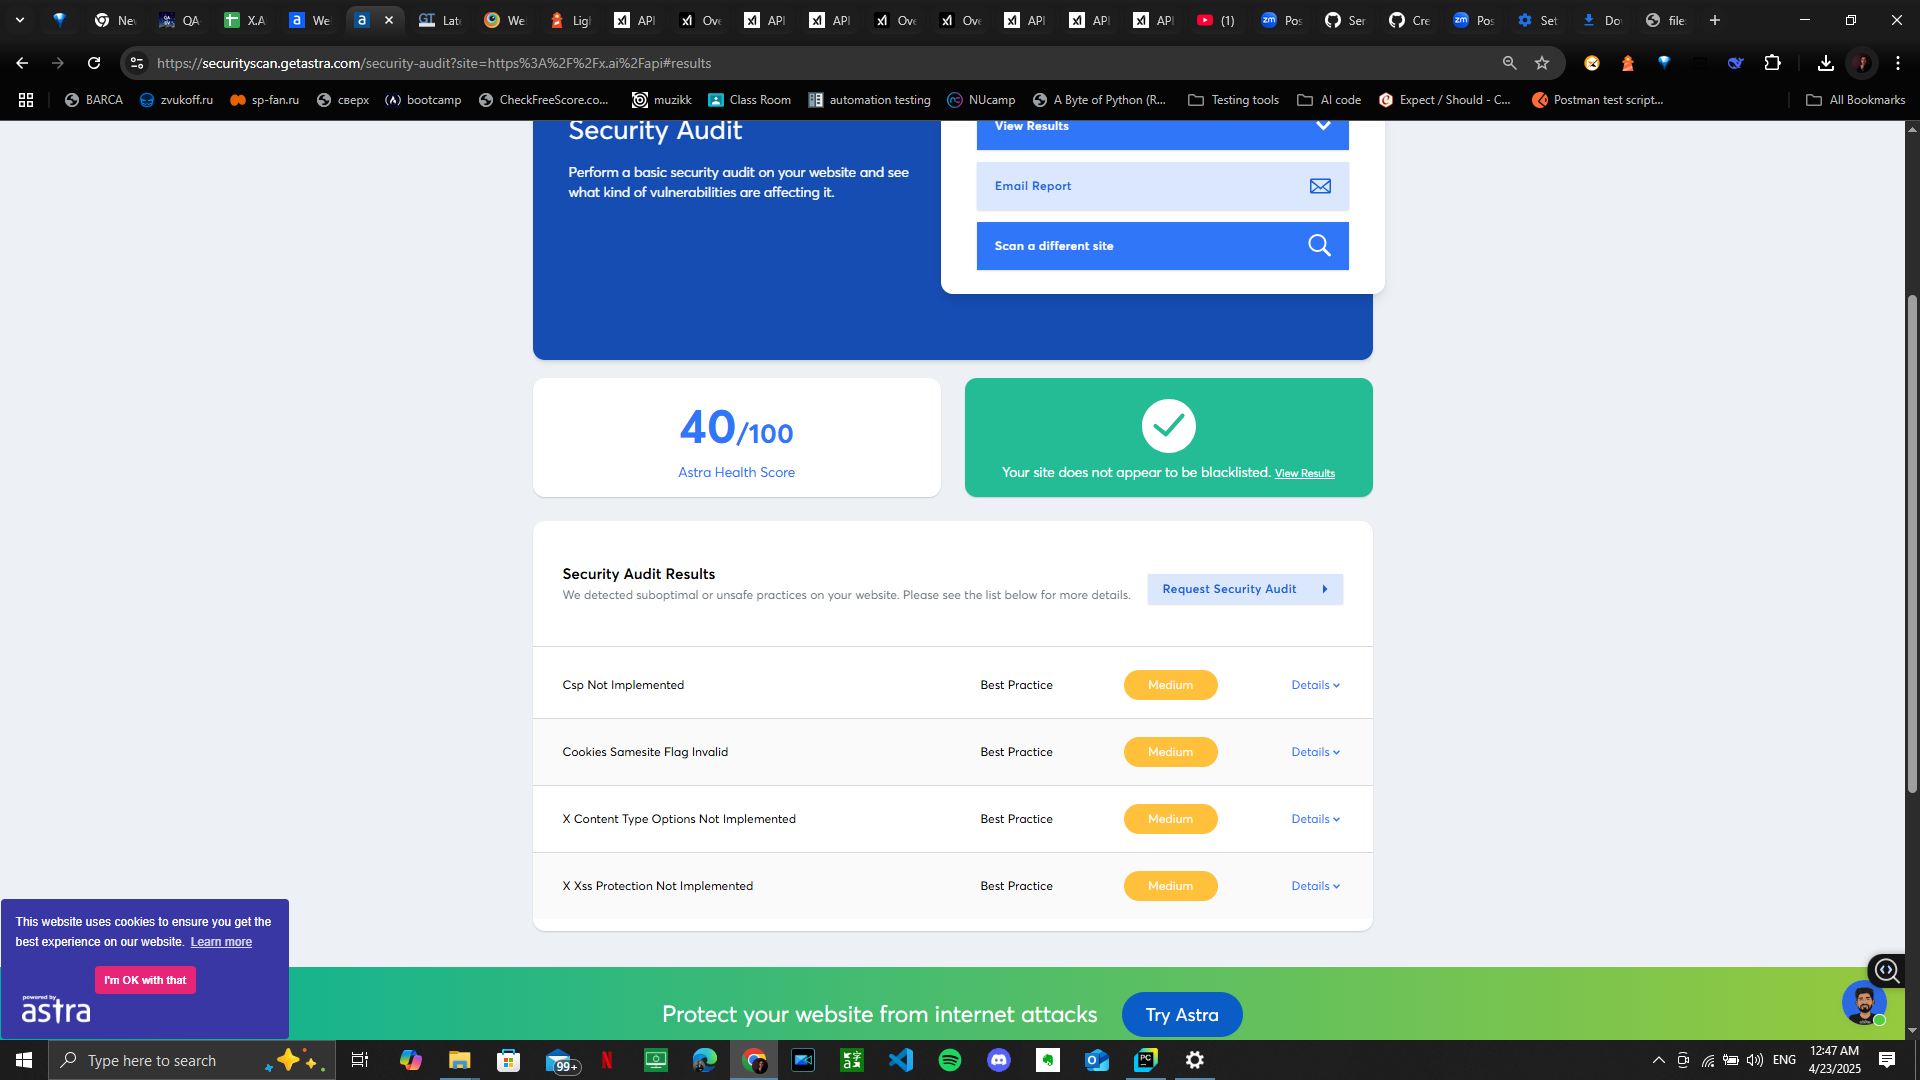 Nev
QA
X.A
We
Late
We
Ligh
API
Ove
API
API
Ove
Ove
API
API
API
(1)
Pos
Ser
Cre
Pos
Set
Do
file:
https://securityscan.getastra.com/security-audit?site=https%3A%2F%2Fx.ai%2Fapi#results
BARCA
zvukoff.ru
sp-fan.ru
сверх
bootcamp
CheckFreeScore.co...
muzikk
Class Room
automation testing
NUcamp
A Byte of Python (R...
Testing tools
AI code
Expect / Should - C...
Postman test script...
All Bookmarks
Security Audit
Perform a basic security audit on your website and see
what kind of vulnerabilities are affecting it.
View Results
Email Report
Scan a different site
40/100
Astra Health Score
Your site does not appear to be blacklisted. View Results
Security Audit Results
We detected suboptimal or unsafe practices on your website. Please see the list below for more details.
Request Security Audit
Csp Not Implemented Best Practice Medium Details
Cookies Samesite Flag Invalid Best Practice Medium Details
X Content Type Options Not Implemented Best Practice Medium Details
X Xss Protection Not Implemented Best Practice Medium Details
This website uses cookies to ensure you get the
best experience on our website. Learn more
I'm OK with that
powered by
astra
Protect your website from internet attacks
Try Astra
Type here to search
99+
ENG
12:47 AM
4/23/2025